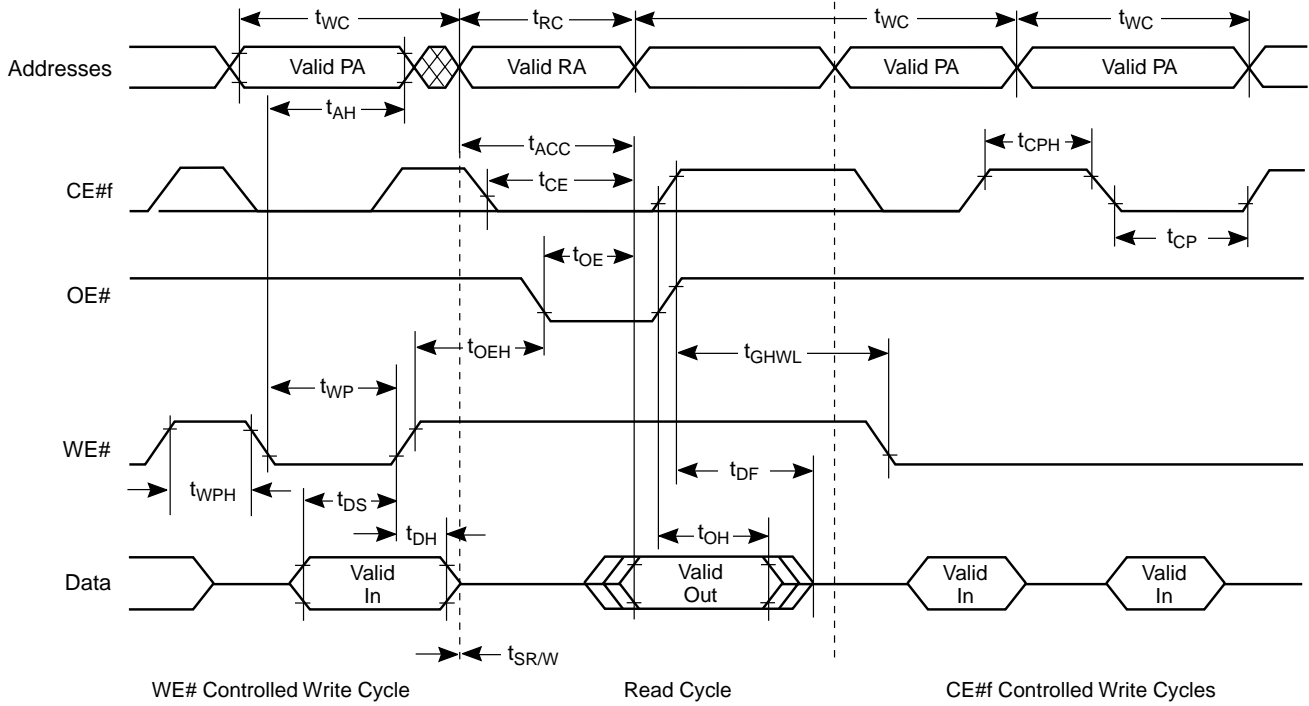 tWC
tRC
tWC
tWC
Addresses
Valid PA
Valid RA
Valid PA
Valid PA
tAH
tACC
tCPH
CE#f
tCE
tCP
tOE
OE#
tOEH
tGHWL
tWP
WE#
tWPH
tDS
tDF
tDH
tOH
Data
Valid
In
Valid
Out
Valid
In
Valid
In
tSR/W
WE# Controlled Write Cycle
Read Cycle
CE#f Controlled Write Cycles